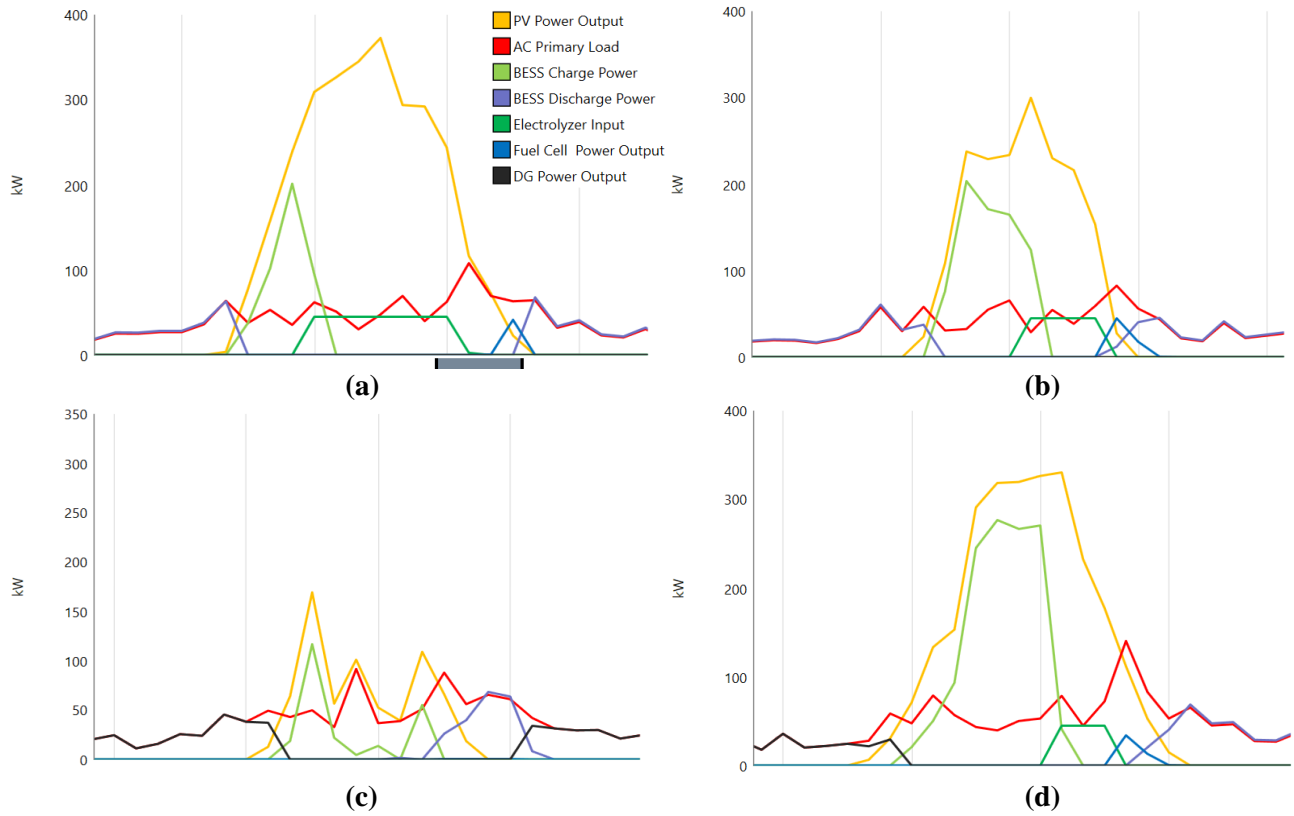 400
300
200
100
0
kW
PV Power Output
AC Primary Load
BESS Charge Power
BESS Discharge Power
Electrolyzer Input
Fuel Cell  Power Output
DG Power Output
(a)
400
300
200
100
0
kW
(b)
350
300
250
200
150
100
50
0
kW
(c)
400
300
200
100
0
kW
(d)